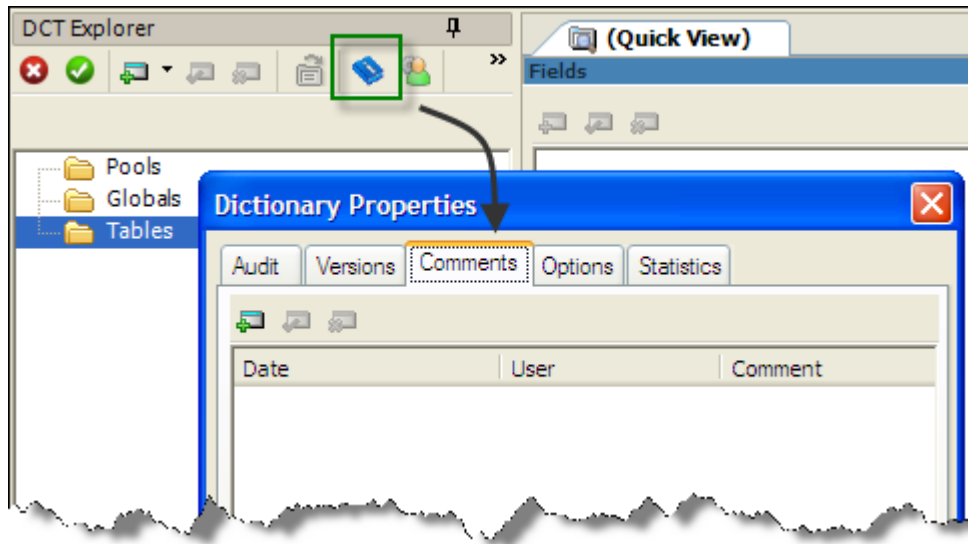 DCT Explorer
(Quick View)
»
Fields
Pools
Globals
Tables
Dictionary Properties
Audit Versions Comments Options Statistics
Date User Comment